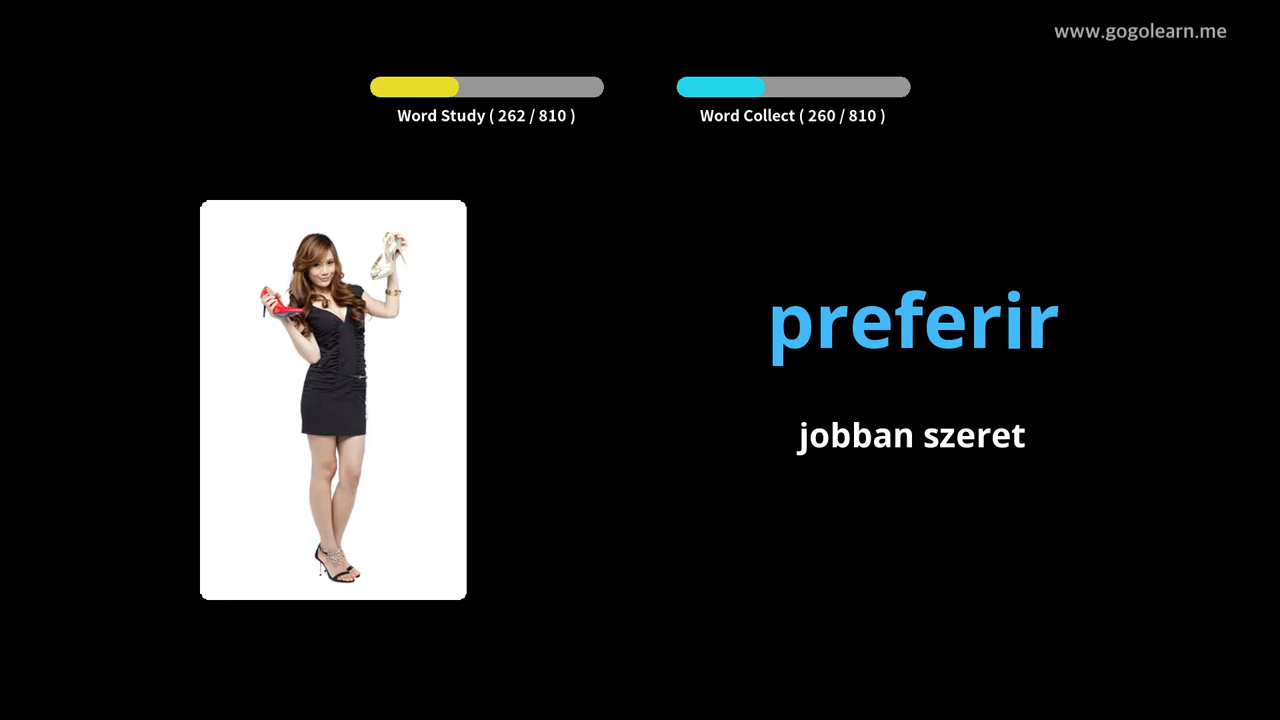 www.gogolearn.me
Word Study ( 262 / 810 )
Word Collect ( 260 / 810 )
preferir
jobban szeret